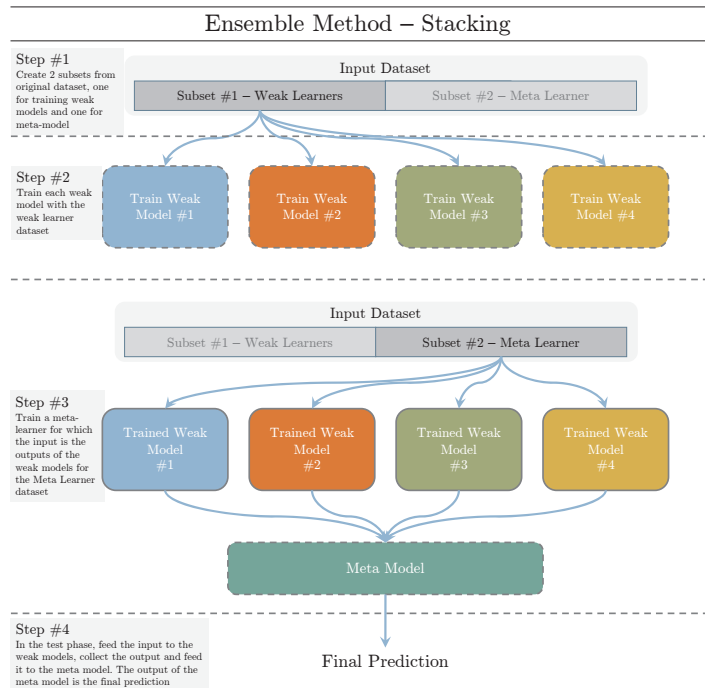 Ensemble Method – Stacking
Step #1
Create 2 subsets from
original dataset, one
for training weak
models and one for
meta-model
Input Dataset
Subset #1 – Weak Learners
Subset #2 – Meta Learner
Step #2
Train each weak
model with the
weak learner
dataset
Train Weak
Model #1
Train Weak
Model #2
Train Weak
Model #3
Train Weak
Model #4
Input Dataset
Subset #1 – Weak Learners
Subset #2 – Meta Learner
Step #3
Train a meta-
learner for which
the input is the
outputs of the
weak models for
the Meta Learner
dataset
Trained Weak
Model
#1
Trained Weak
Model
#2
Trained Weak
Model
#3
Trained Weak
Model
#4
Meta Model
Step #4
In the test phase, feed the input to the
weak models, collect the output and feed
it to the meta model. The output of the
meta model is the final prediction
Final Prediction